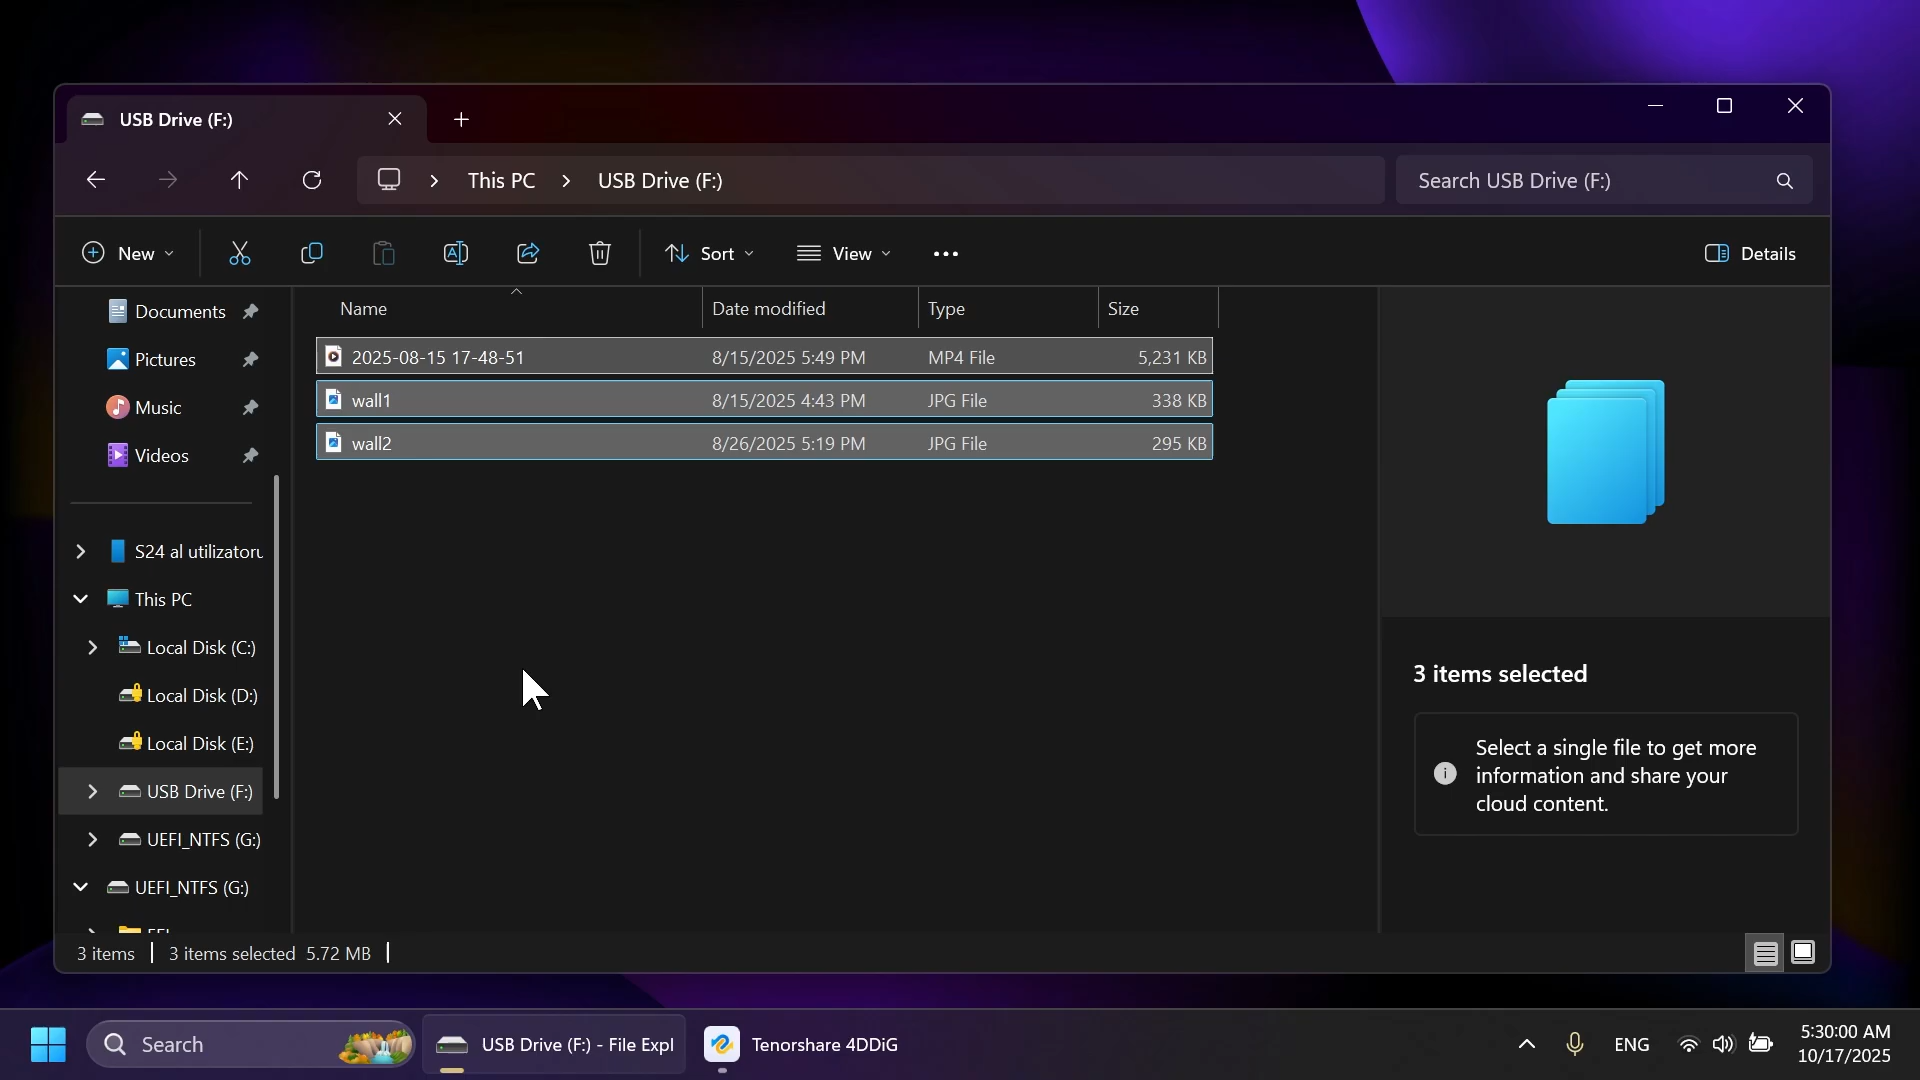 USB Drive (F:)
This PC
USB Drive (F:)
Search USB Drive (F:)
New
Sort
View
Details
Documents
Pictures
Music
Videos
S24 al utilizatoru
This PC
Local Disk (C:)
Local Disk (D:)
Local Disk (E:)
USB Drive (F:)
UEFI_NTFS (G:)
UEFI_NTFS (G:)
Name Date modified Type Size
2025-08-15 17-48-51 8/15/2025 5:49 PM MP4 File 5,231 KB
wall1 8/15/2025 4:43 PM JPG File 338 KB
wall2 8/26/2025 5:19 PM JPG File 295 KB
3 items selected
Select a single file to get more
information and share your
cloud content.
3 items 3 items selected 5.72 MB
Search
USB Drive (F:) - File Expl
Tenorshare 4DDiG
ENG
5:30:00 AM
10/17/2025